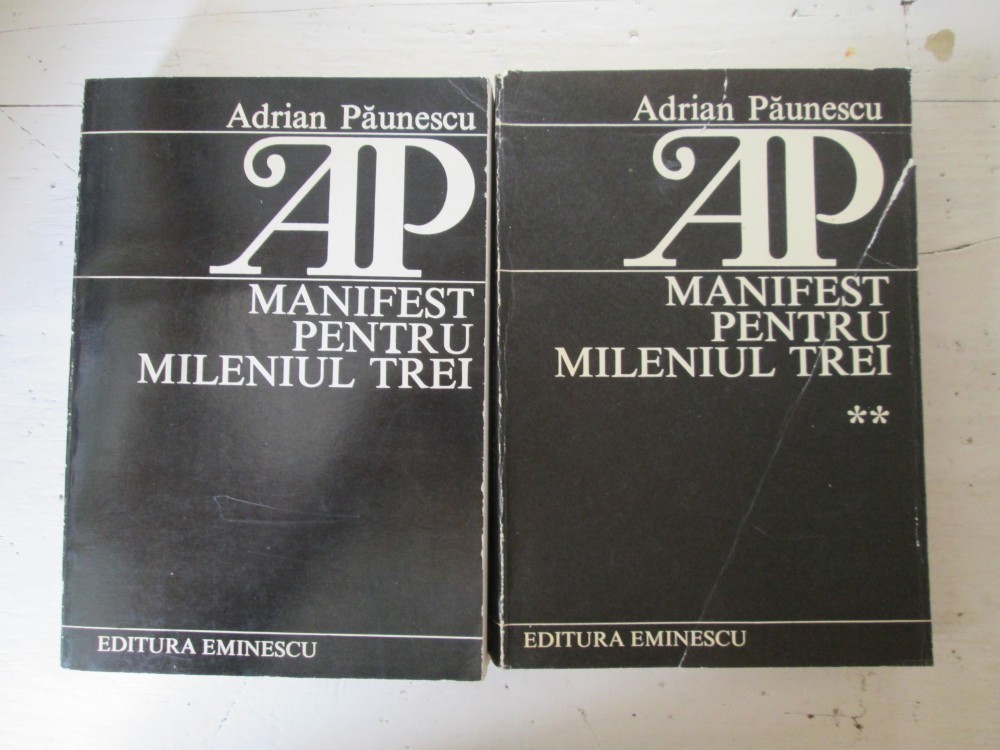 Adrian Păunescu
AP
MANIFEST
PENTRU
MILENIUL TREI
EDITURA EMINESCU
Adrian Păunescu
AP
MANIFEST
PENTRU
MILENIUL TREI
**
EDITURA EMINESCU